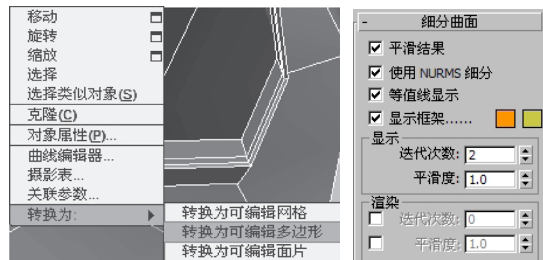 移动
旋转
缩放
选择
选择类似对象(S)
克隆(C)
对象属性(P)...
曲线编辑器...
摄影表...
关联参数...
转换为:
转换为可编辑网格
转换为可编辑多边形
转换为可编辑面片
- 细分曲面
平滑结果
使用 NURMS 细分
等值线显示
显示框架......
显示
迭代次数: 2
平滑度: 1.0
渲染
迭代次数: 0
平滑度: 1.0